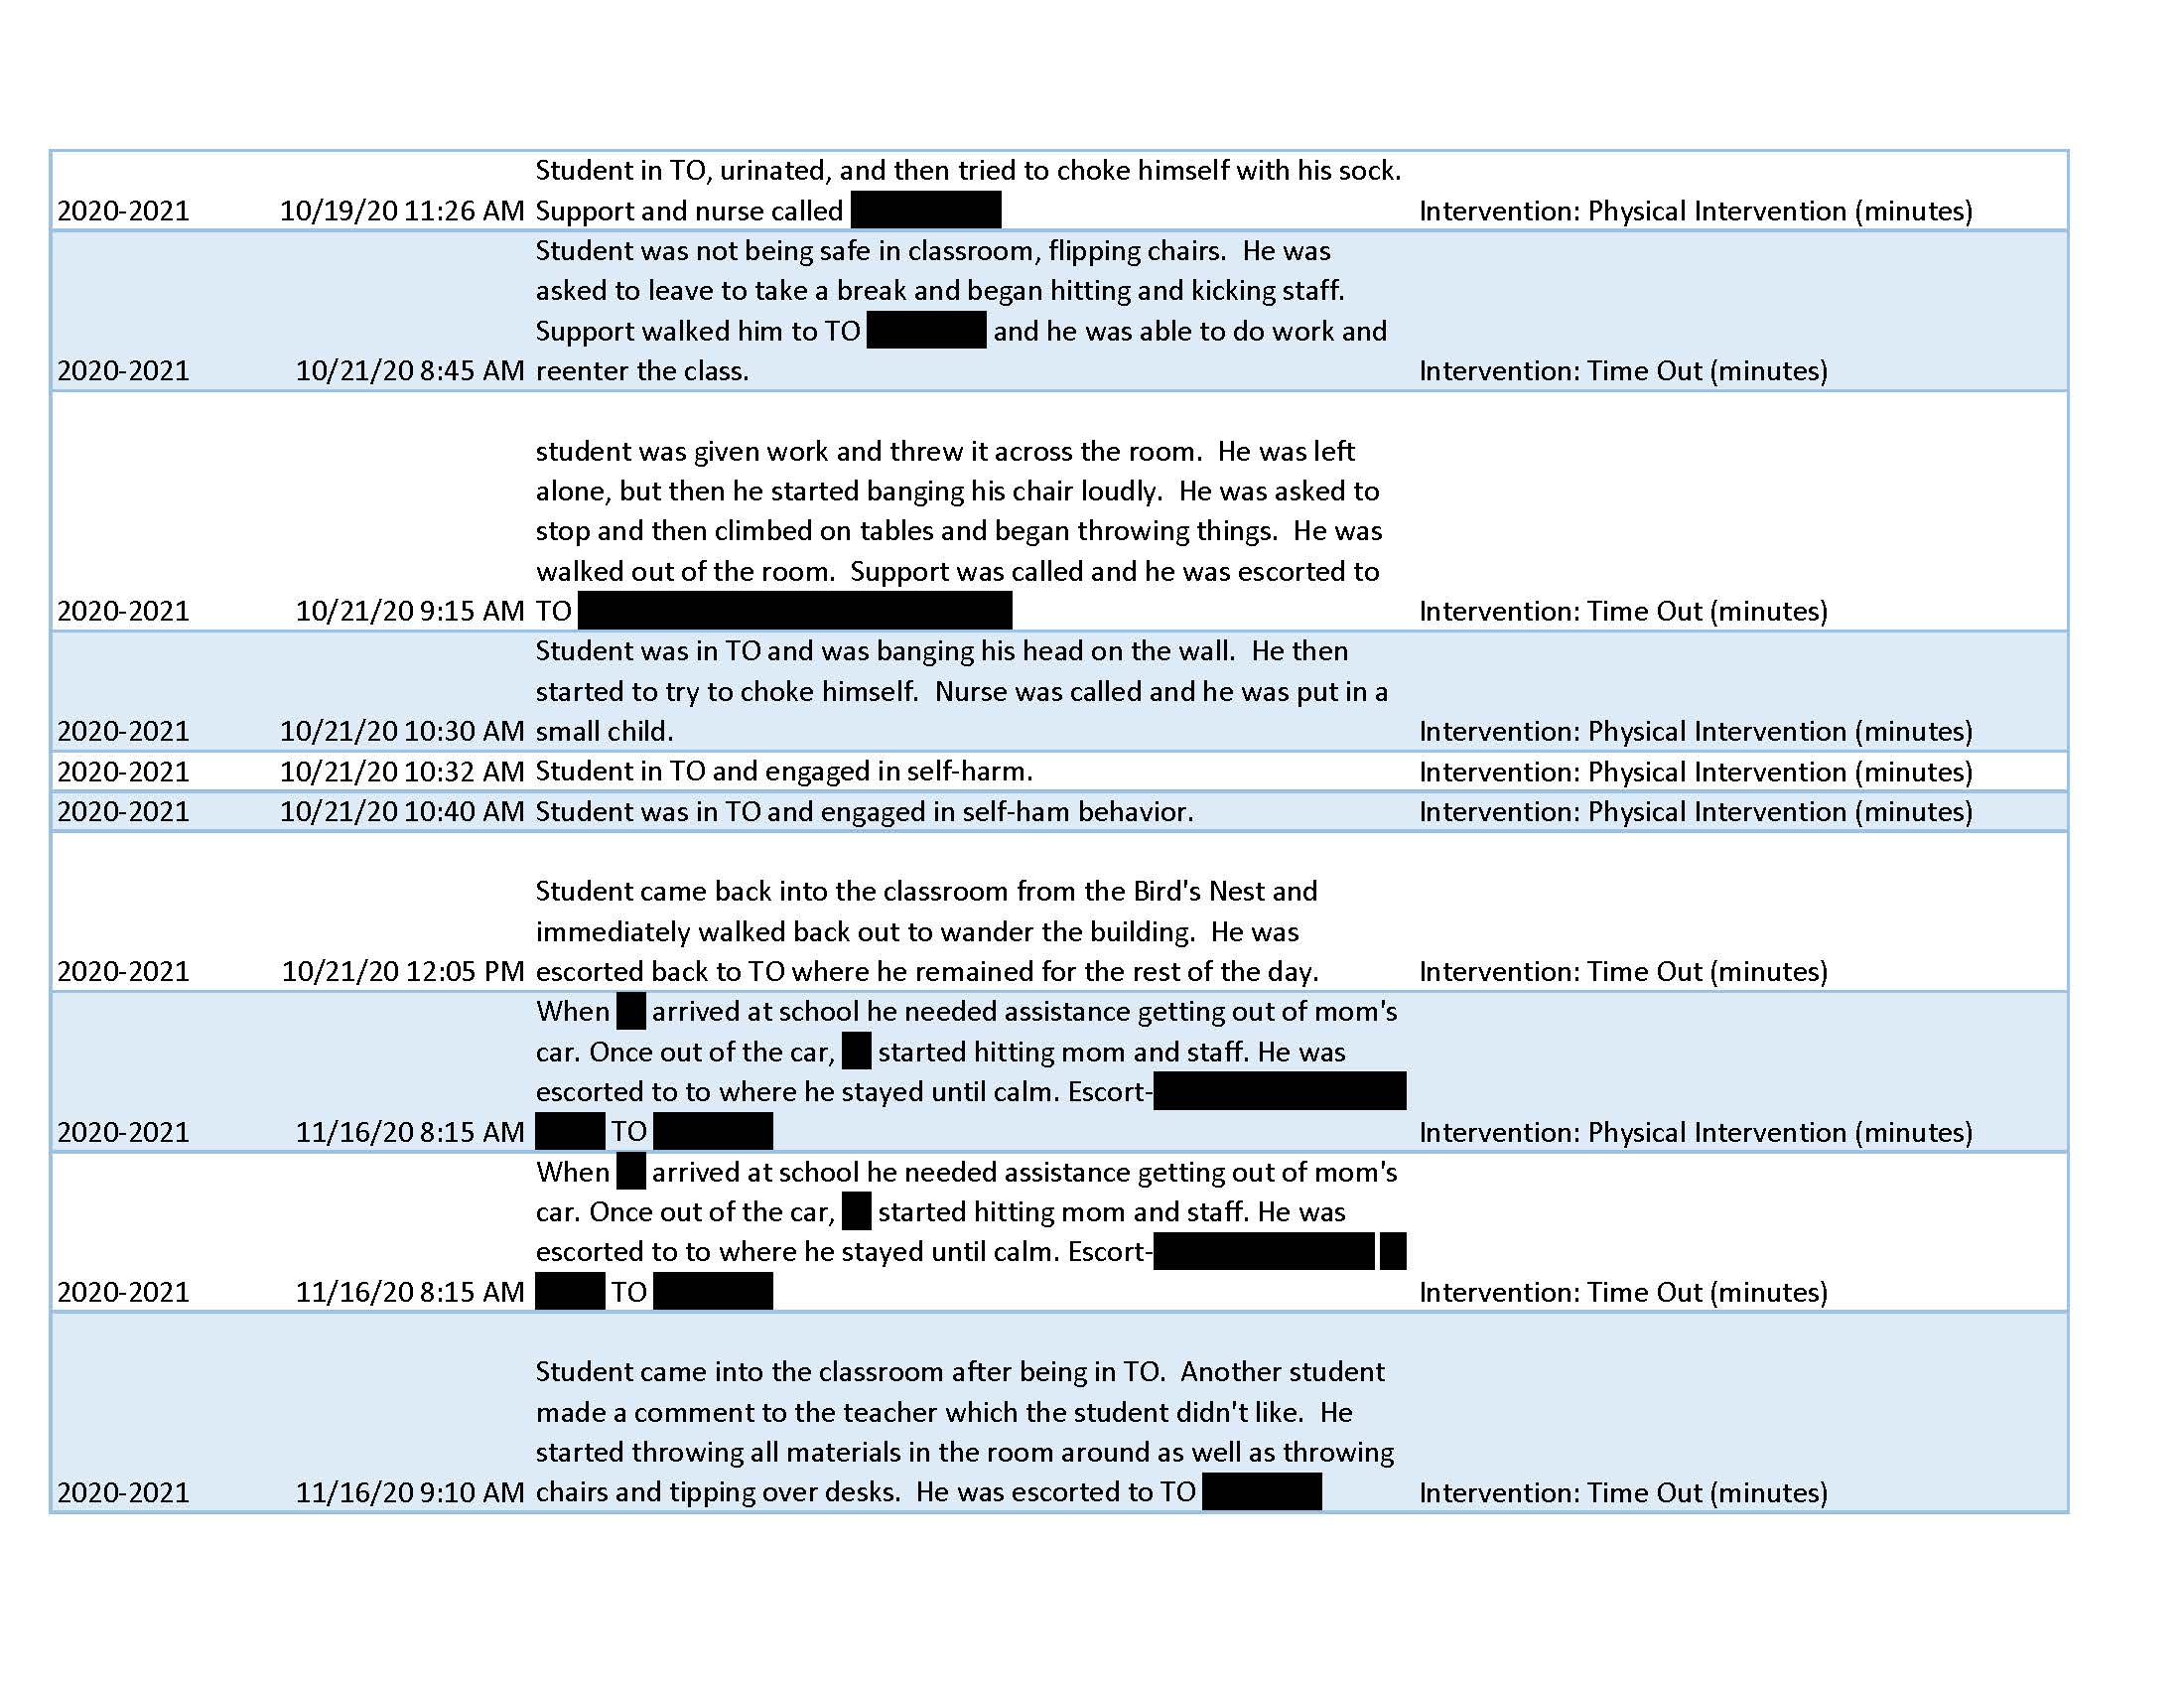 Student in TO, urinated, and then tried to choke himself with his sock.
2020-2021 10/19/20 11:26 AM Support and nurse called Intervention: Physical Intervention (minutes)
Student was not being safe in classroom, flipping chairs.  He was
asked to leave to take a break and began hitting and kicking staff.
Support walked him to TO and he was able to do work and
2020-2021 10/21/20 8:45 AM reenter the class. Intervention: Time Out (minutes)
student was given work and threw it across the room.  He was left
alone, but then he started banging his chair loudly.  He was asked to
stop and then climbed on tables and began throwing things.  He was
walked out of the room.  Support was called and he was escorted to
2020-2021 10/21/20 9:15 AM TO Intervention: Time Out (minutes)
Student was in TO and was banging his head on the wall.  He then
started to try to choke himself.  Nurse was called and he was put in a
2020-2021 10/21/20 10:30 AM small child. Intervention: Physical Intervention (minutes)
2020-2021 10/21/20 10:32 AM Student in TO and engaged in self-harm. Intervention: Physical Intervention (minutes)
2020-2021 10/21/20 10:40 AM Student was in TO and engaged in self-ham behavior. Intervention: Physical Intervention (minutes)
Student came back into the classroom from the Bird's Nest and
immediately walked back out to wander the building.  He was
2020-2021 10/21/20 12:05 PM escorted back to TO where he remained for the rest of the day. Intervention: Time Out (minutes)
When arrived at school he needed assistance getting out of mom's
car. Once out of the car, started hitting mom and staff. He was
escorted to to where he stayed until calm. Escort-
2020-2021 11/16/20 8:15 AM TO Intervention: Physical Intervention (minutes)
When arrived at school he needed assistance getting out of mom's
car. Once out of the car, started hitting mom and staff. He was
escorted to to where he stayed until calm. Escort-
2020-2021 11/16/20 8:15 AM TO Intervention: Time Out (minutes)
Student came into the classroom after being in TO.  Another student
made a comment to the teacher which the student didn't like.  He
started throwing all materials in the room around as well as throwing
2020-2021 11/16/20 9:10 AM chairs and tipping over desks.  He was escorted to TO Intervention: Time Out (minutes)